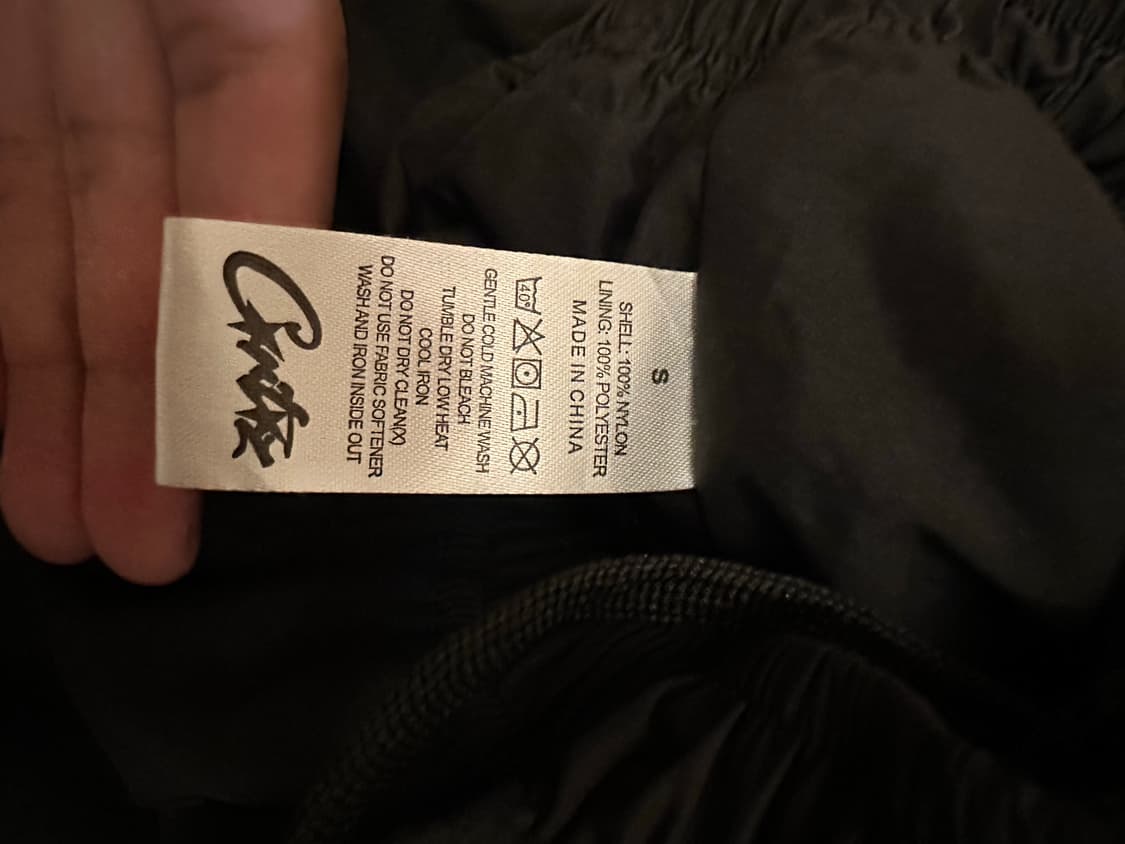 S
SHELL: 100% NYLON
LINING: 100% POLYESTER
MADE IN CHINA
40°
GENTLE COLD MACHINE WASH
DO NOT BLEACH
TUMBLE DRY LOW HEAT
COOL IRON
DO NOT DRY CLEAN(X)
DO NOT USE FABRIC SOFTENER
WASH AND IRON INSIDE OUT